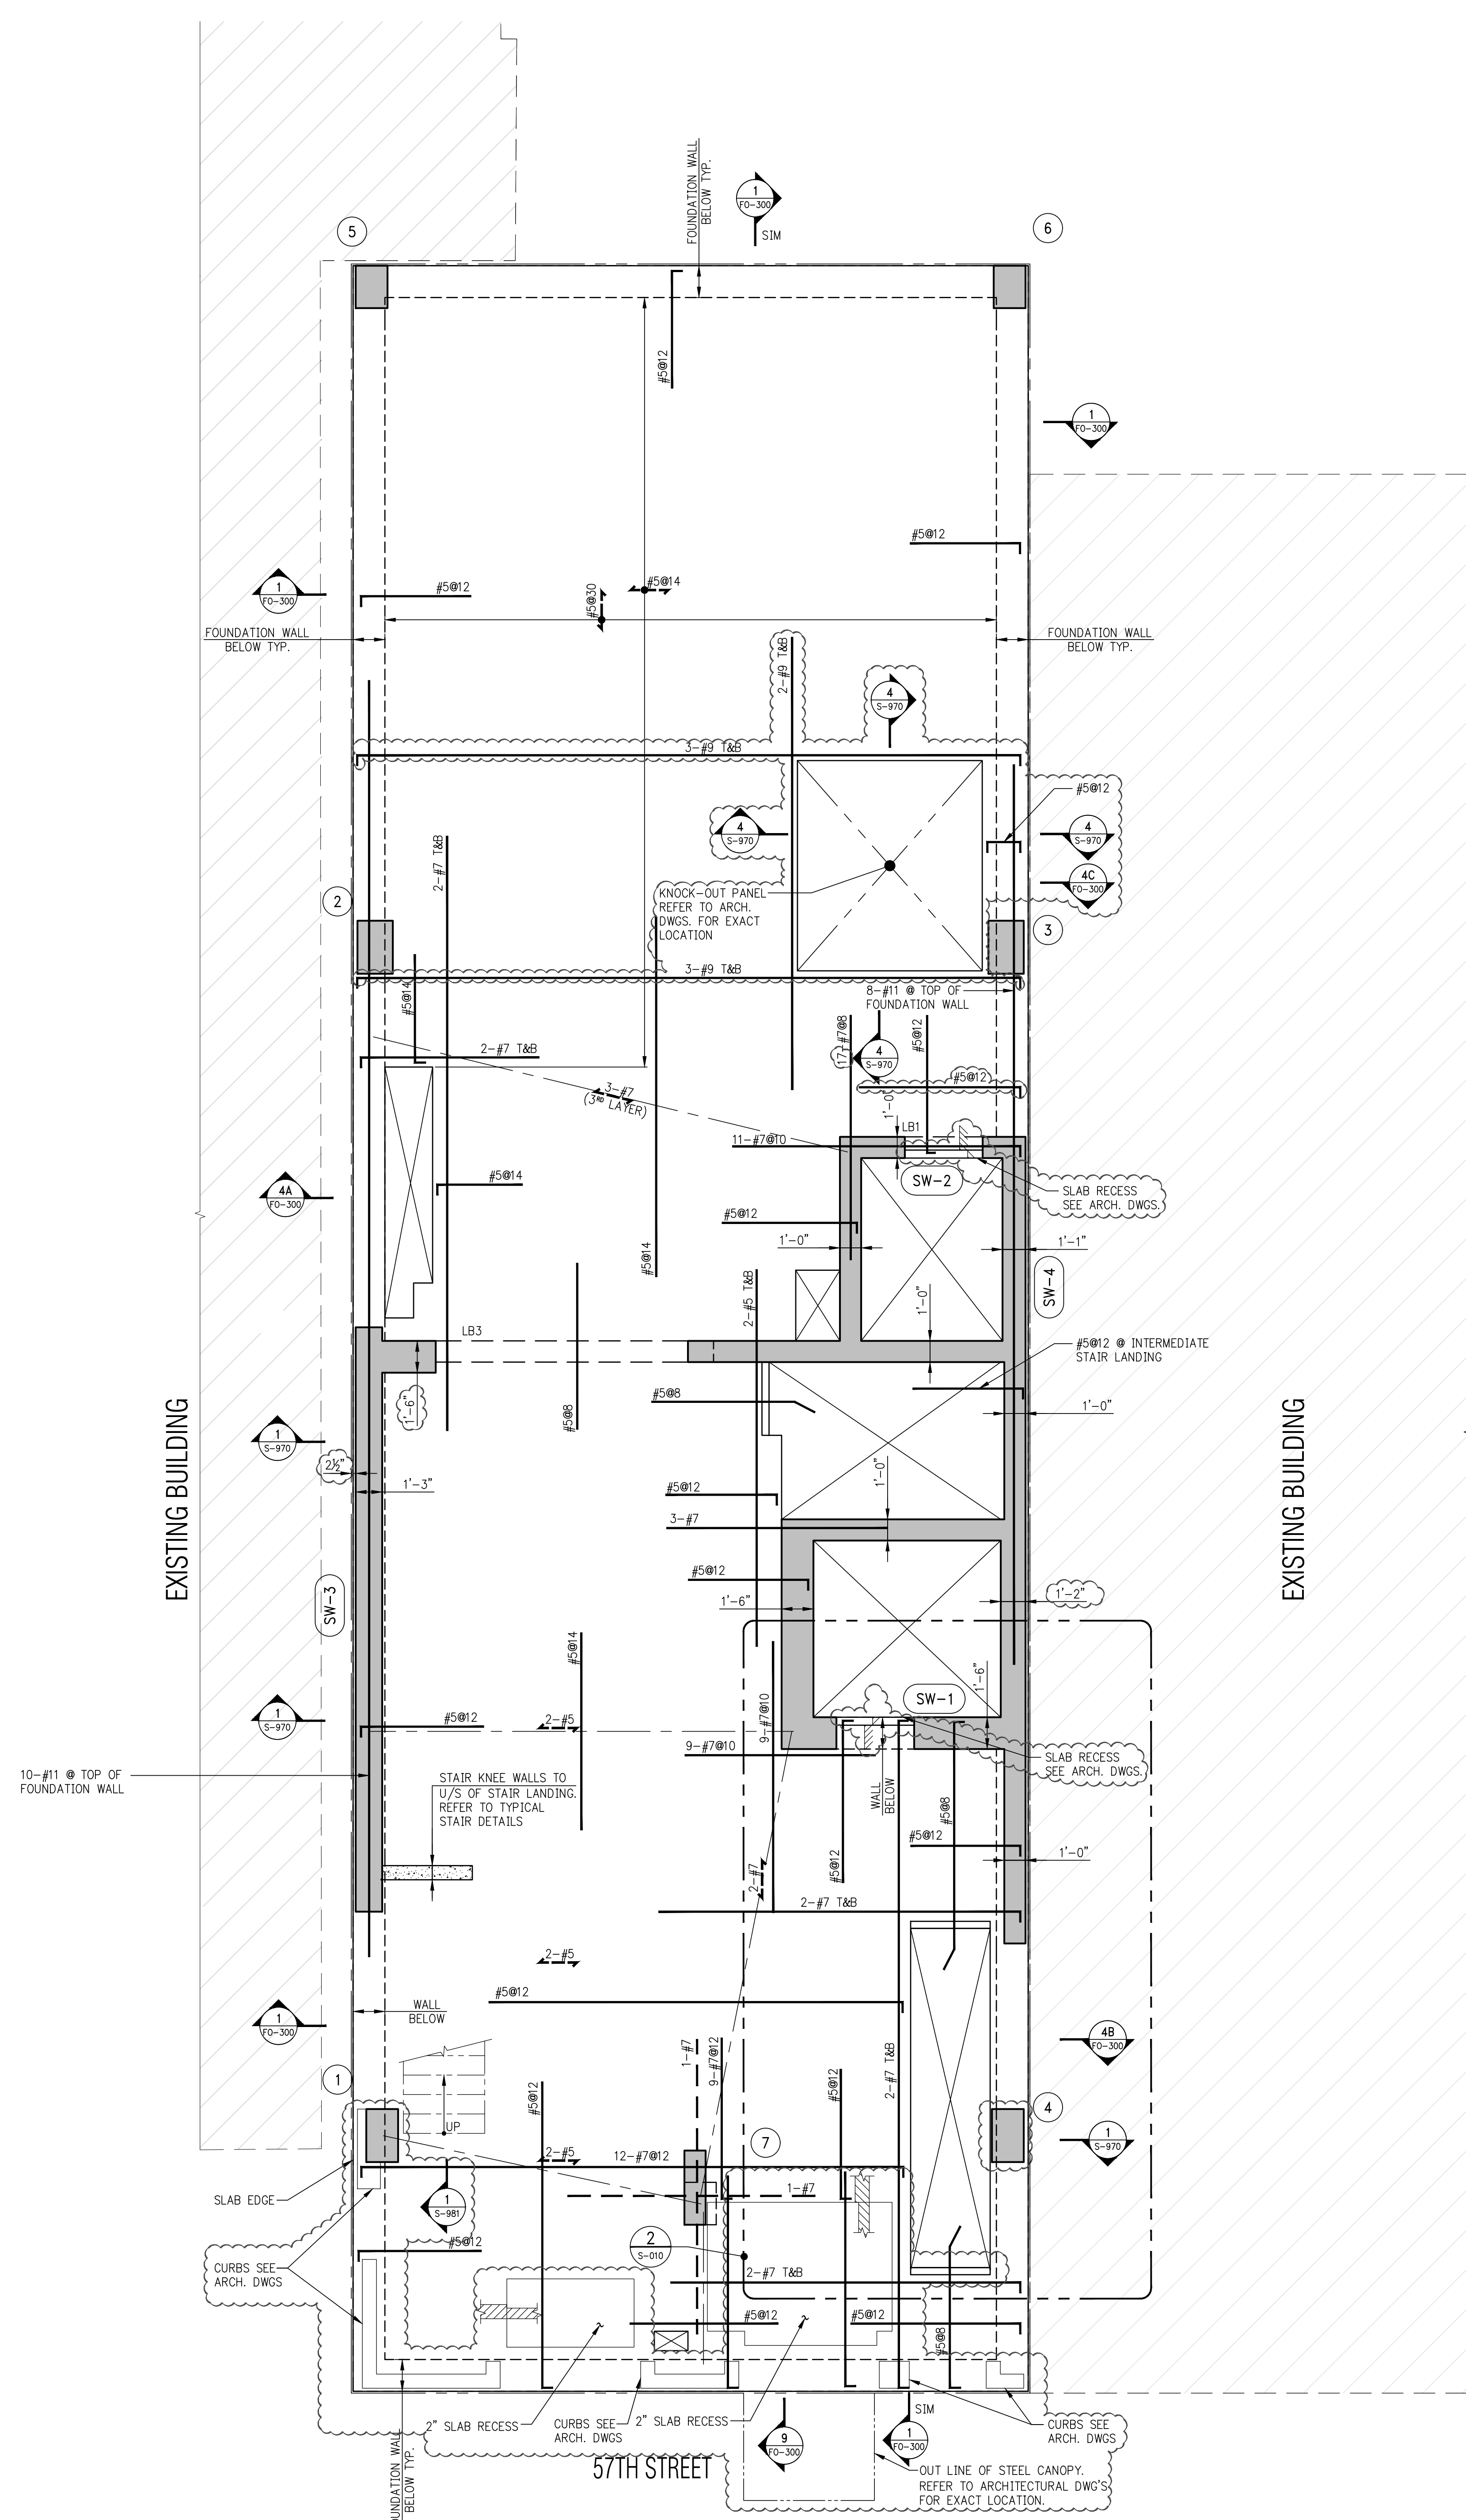 FOUNDATION WALL
BELOW TYP.
1
FO-300
SIM
5
6
#5@12
1
FO-300
#5@12
1
FO-300
#5@12
#5@30
#5@14
FOUNDATION WALL
BELOW TYP.
FOUNDATION WALL
BELOW TYP.
2-#9 T&B
4
S-970
3-#9 T&B
#5@12
4
S-970
4
S-970
4C
FO-300
2-#7 T&B
KNOCK-OUT PANEL
REFER TO ARCH.
DWGS. FOR EXACT
LOCATION
2
3
3-#9 T&B
#5@14
8-#11 @ TOP OF
FOUNDATION WALL
17-#7@8
4
S-970
#5@12
2-#7 T&B
#5@12
3-#7
(3RD LAYER)
1'-0"
LB1
11-#7@10
SW-2
SLAB RECESS
SEE ARCH. DWGS.
4A
FO-300
#5@14
#5@12
1'-0"
1'-1"
#5@14
SW-4
2-#5 T&B
1'-0"
LB3
#5@12 @ INTERMEDIATE
STAIR LANDING
1'-6"
#5@8
#5@8
1'-0"
EXISTING BUILDING
EXISTING BUILDING
1
S-970
2½"
1'-3"
1'-0"
#5@12
3-#7
#5@12
1'-6"
1'-2"
SW-3
#5@14
1'-6"
SW-1
1
S-970
#5@12
2-#5
9-#7@10
9-#7@10
SLAB RECESS
SEE ARCH. DWGS.
10-#11 @ TOP OF
FOUNDATION WALL
STAIR KNEE WALLS TO
U/S OF STAIR LANDING.
REFER TO TYPICAL
STAIR DETAILS
WALL
BELOW
#5@8
#5@12
1'-0"
#5@12
2-#7
2-#7 T&B
2-#5
#5@12
WALL
BELOW
1
FO-300
4B
FO-300
1-#7
9-#7@12
2-#7 T&B
#5@12
#5@12
1
4
UP
7
1
S-970
2-#5
12-#7@12
1-#7
SLAB EDGE
1
S-981
2
S-010
#5@12
CURBS SEE
ARCH. DWGS
2-#7 T&B
#5@12
#5@12
#5@8
2" SLAB RECESS
CURBS SEE
ARCH. DWGS
2" SLAB RECESS
9
FO-300
SIM
1
FO-300
CURBS SEE
ARCH. DWGS
57TH STREET
OUT LINE OF STEEL CANOPY.
REFER TO ARCHITECTURAL DWG'S
FOR EXACT LOCATION.
WALL
BELOW TYP.